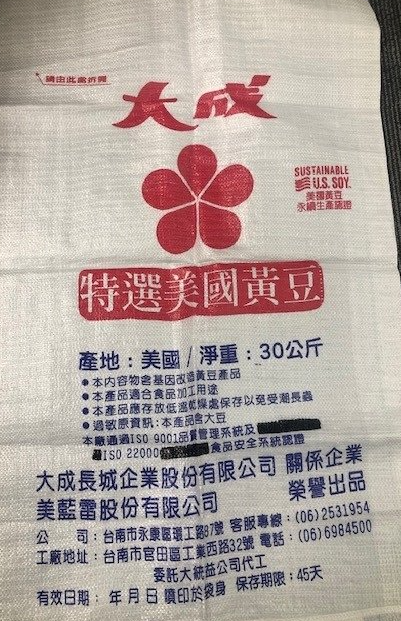 請由此處拆開
大成
SUSTAINABLE
U.S. SOY.
美國黃豆
永續生產認證
特選美國黃豆
產地:美國/淨重:30公斤
●本內容物含基因改造黃豆產品
●本產品適合食品加工用途
●本產品應存放低溫乾燥處保存以免受潮長蟲
●過敏原資訊:本產品含大豆
本廠通過ISO 9001品質管理系統及
ISO 22000 食品安全系統認證
大成長城企業股份有限公司 關係企業
美藍雷股份有限公司 榮譽出品
公 司:台南市永康區環工路87號 客服專線:(06)2531954
工廠地址:台南市官田區工業西路32號 電話:(06)6984500
委託大統益公司代工
有效日期: 年月日 噴印於袋身 保存期限:45天